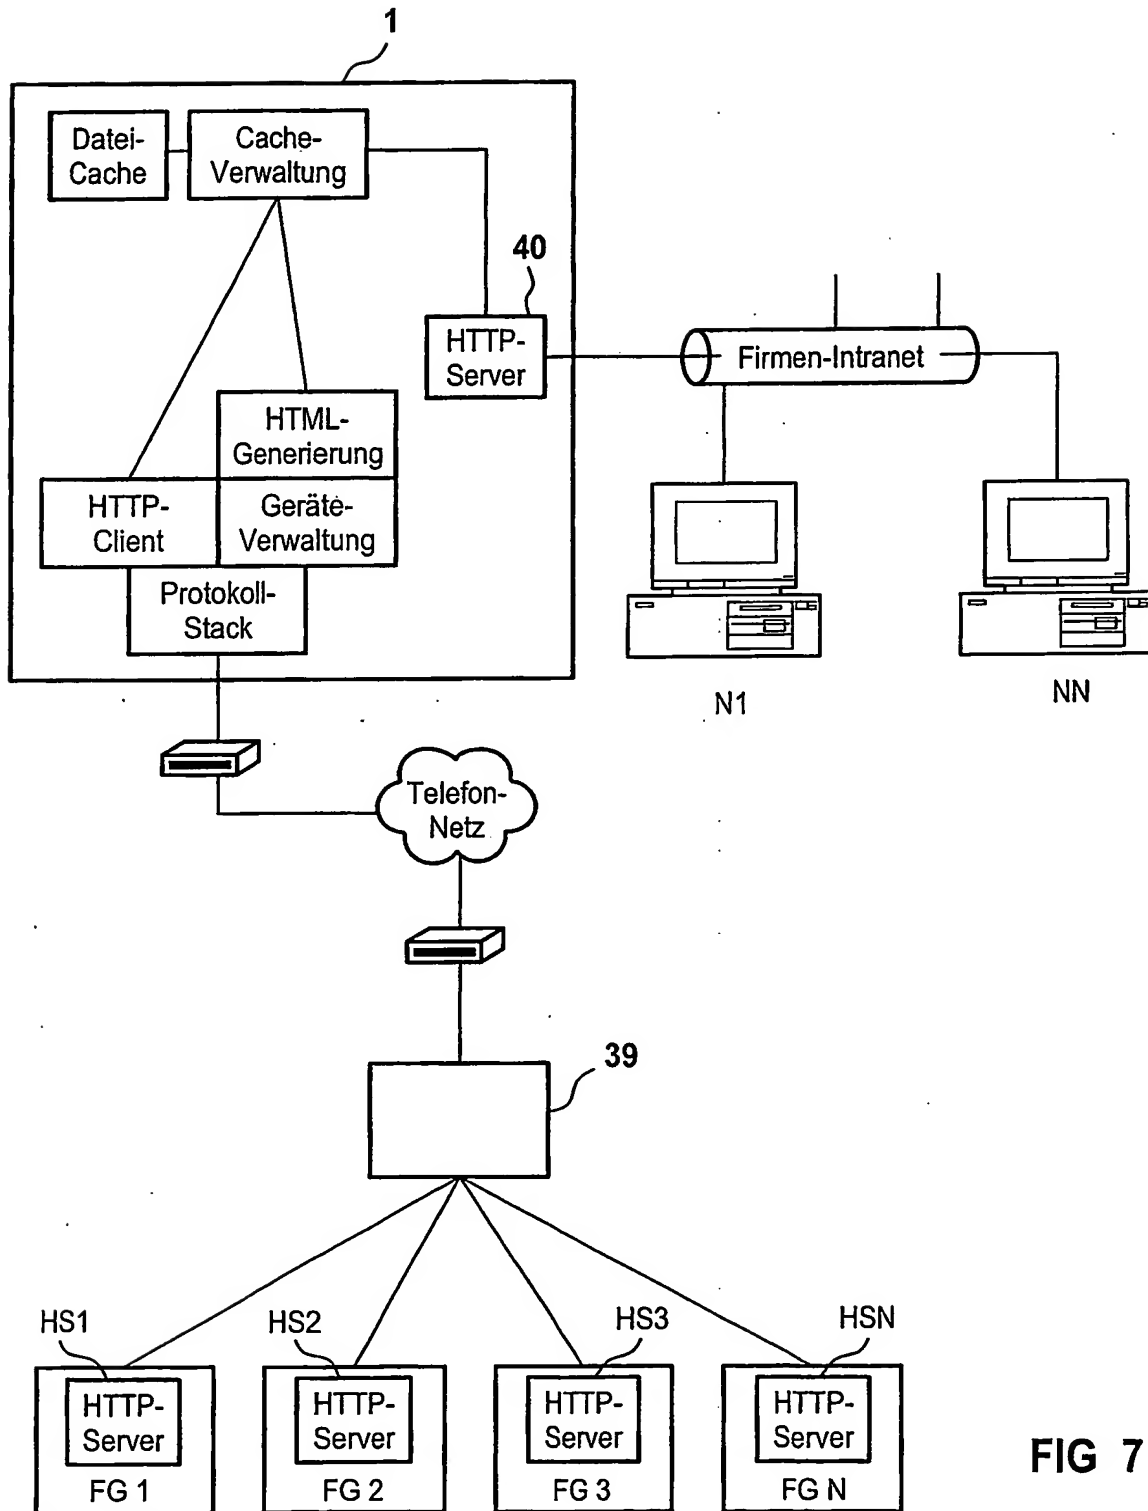 1
Datei-
Cache
Cache-
Verwaltung
40
HTTP-
Server
Firmen-Intranet
HTML-
Generierung
HTTP-
Client
Geräte-
Verwaltung
Protokoll-
Stack
N1
NN
Telefon-
Netz
39
HS1
HS2
HS3
HSN
HTTP-
Server
FG 1
HTTP-
Server
FG 2
HTTP-
Server
FG 3
HTTP-
Server
FG N
FIG 7